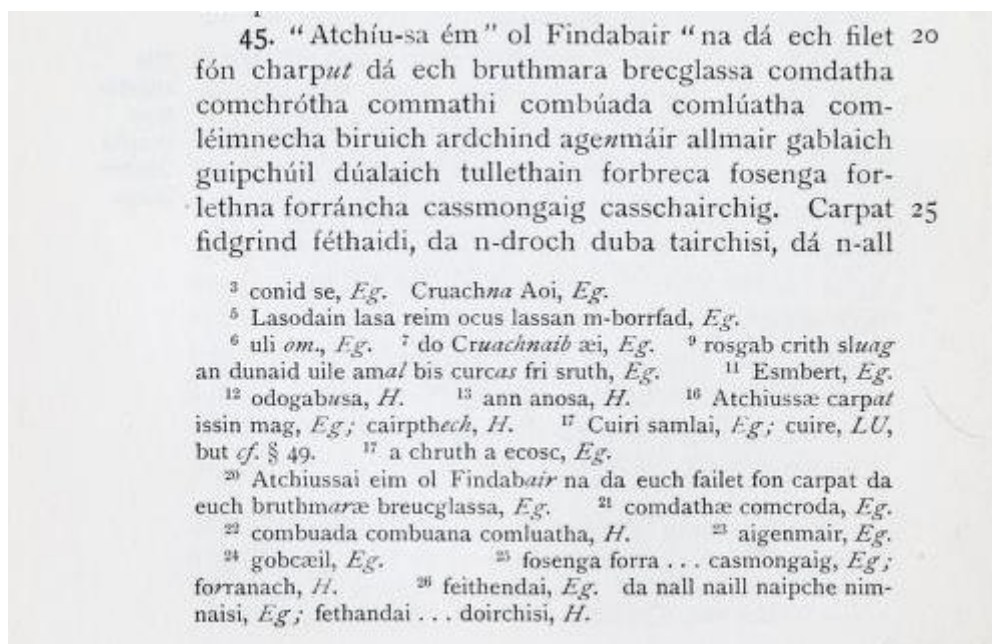 45. “Atchíu-sa ém” ol Findabair “na dá ech filet 20
fón charput dá ech bruthmara brecglassa comdatha
comchrótha commathi combúada comlúatha com-
léimnecha biruich ardchind agenmáir allmair gablaich
guipchúil dúalaich tullethain forbreca fosenga for-
lethna forráncha cassmongaig casschairchig. Carpat 25
fidgrind féthaidi, da n-droch duba tairchisi, dá n-all
³ conid se, Eg. Cruachna Aoi, Eg.
⁵ Lasodain lasa reim ocus lassan m-borrfad, Eg.
⁶ uli om., Eg. ⁷ do Cruachnaib æi, Eg. ⁹ rosgab crith sluag
an dunaid uile amal bis curcas fri sruth, Eg. ¹¹ Esmbert, Eg.
¹² odogabusa, H. ¹³ ann anosa, H. ¹⁶ Atchiussæ carpat
issin mag, Eg; cairpthech, H. ¹⁷ Cuiri samlai, Eg; cuire, LU,
but cf. § 49. ¹⁷ a chruth a ecosc, Eg.
²⁰ Atchiussai eim ol Findabair na da euch failet fon carpat da
euch bruthmaræ breucglassa, Eg. ²¹ comdathæ comcroda, Eg.
²² combuada combuana comluatha, H. ²³ aigenmair, Eg.
²⁴ gobcæil, Eg. ²⁵ fosenga forra . . . casmongaig, Eg;
forranach, H. ²⁶ feithendai, Eg. da nall naill naipche nim-
naisi, Eg; fethandai . . . doirchisi, H.